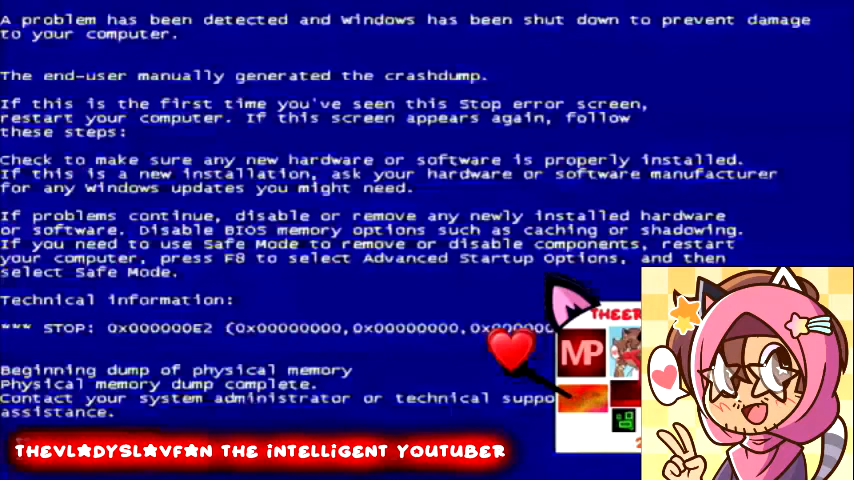 A problem has been detected and Windows has been shut down to prevent damage
to your computer.
The end-user manually generated the crashdump.
If this is the first time you've seen this Stop error screen,
restart your computer. If this screen appears again, follow
these steps:
Check to make sure any new hardware or software is properly installed.
If this is a new installation, ask your hardware or software manufacturer
for any Windows updates you might need.
If problems continue, disable or remove any newly installed hardware
or software. Disable BIOS memory options such as caching or shadowing.
If you need to use Safe Mode to remove or disable components, restart
your computer, press F8 to select Advanced Startup Options, and then
select Safe Mode.
Technical information:
*** STOP: 0x000000E2 (0x00000000,0x00000000,0x000000
Beginning dump of physical memory
Physical memory dump complete.
Contact your system administrator or technical suppo
assistance.
THEER
MP
THEVL★DYSL★VF★N THE INTELLIGENT YOUTUBER